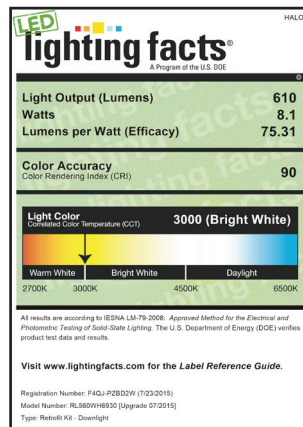 LED
HALO
lighting facts®
A Program of the U.S. DOE
Light Output (Lumens) 610
Watts 8.1
Lumens per Watt (Efficacy) 75.31
Color Accuracy
Color Rendering Index (CRI) 90
Light Color
Correlated Color Temperature (CCT) 3000 (Bright White)
Warm White Bright White Daylight
2700K 3000K 4500K 6500K
All results are according to IESNA LM-79-2008: Approved Method for the Electrical and
Photometric Testing of Solid-State Lighting. The U.S. Department of Energy (DOE) verifies
product test data and results.
Visit www.lightingfacts.com for the Label Reference Guide.
Registration Number: F4QJ-PZBD2W (7/23/2015)
Model Number: RL560WH6930 [Upgrade 07/2015]
Type: Retrofit Kit - Downlight